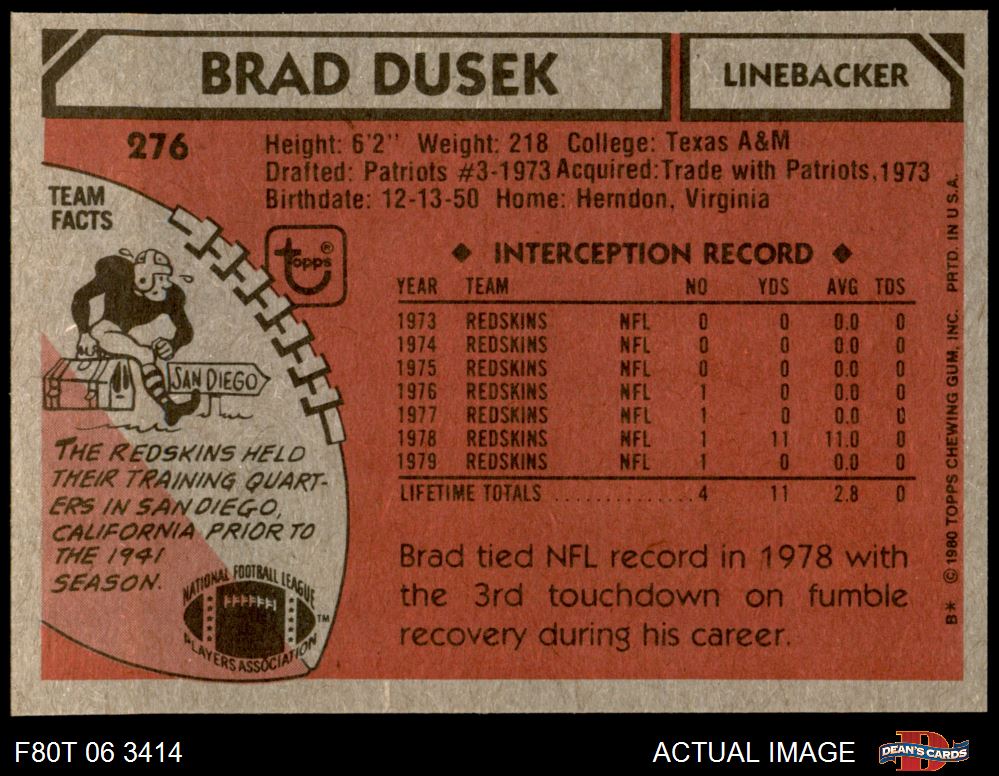 BRAD DUSEK
LINEBACKER
276
Height: 6'2" Weight: 218 College: Texas A&M
Drafted: Patriots #3-1973 Acquired: Trade with Patriots, 1973
Birthdate: 12-13-50 Home: Herndon, Virginia
TEAM
FACTS
topps®
SAN DIEGO
THE REDSKINS HELD
THEIR TRAINING QUART-
ERS IN SAN DIEGO,
CALIFORNIA PRIOR TO
THE 1941
SEASON.
NATIONAL FOOTBALL LEAGUE
PLAYERS ASSOCIATION
TM
◆ INTERCEPTION RECORD ◆
YEAR TEAM NO YDS AVG TDS
1973 REDSKINS NFL 0 0 0.0 0
1974 REDSKINS NFL 0 0 0.0 0
1975 REDSKINS NFL 0 0 0.0 0
1976 REDSKINS NFL 1 0 0.0 0
1977 REDSKINS NFL 1 0 0.0 0
1978 REDSKINS NFL 1 11 11.0 0
1979 REDSKINS NFL 1 0 0.0 0
LIFETIME TOTALS ................ 4 11 2.8 0
Brad tied NFL record in 1978 with
the 3rd touchdown on fumble
recovery during his career.
B* © 1980 TOPPS CHEWING GUM, INC. PRTD. IN U.S.A.
F80T 06 3414
ACTUAL IMAGE
DEAN'S CARDS